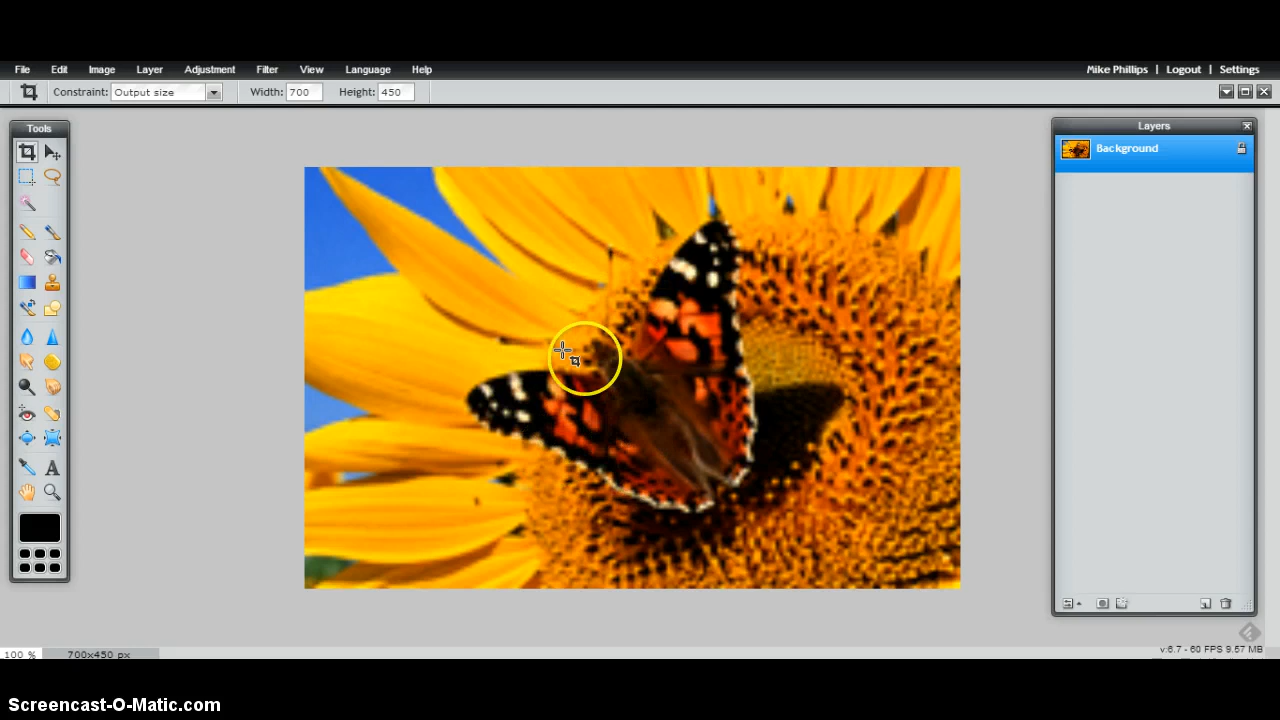 File Edit Image Layer Adjustment Filter View Language Help Mike Phillips | Logout | Settings
Constraint: Output size Width: 700 Height: 450
Tools
Layers
Background
A
100 % 700x450 px
v:6.7 - 60 FPS 9.57 MB
Screencast-O-Matic.com